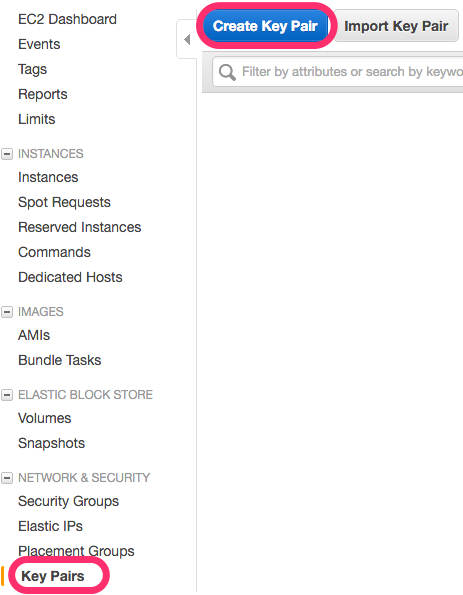 EC2 Dashboard
Events
Tags
Reports
Limits
INSTANCES
Instances
Spot Requests
Reserved Instances
Commands
Dedicated Hosts
IMAGES
AMIs
Bundle Tasks
ELASTIC BLOCK STORE
Volumes
Snapshots
NETWORK & SECURITY
Security Groups
Elastic IPs
Placement Groups
Key Pairs
Create Key Pair
Import Key Pair
Filter by attributes or search by keywo